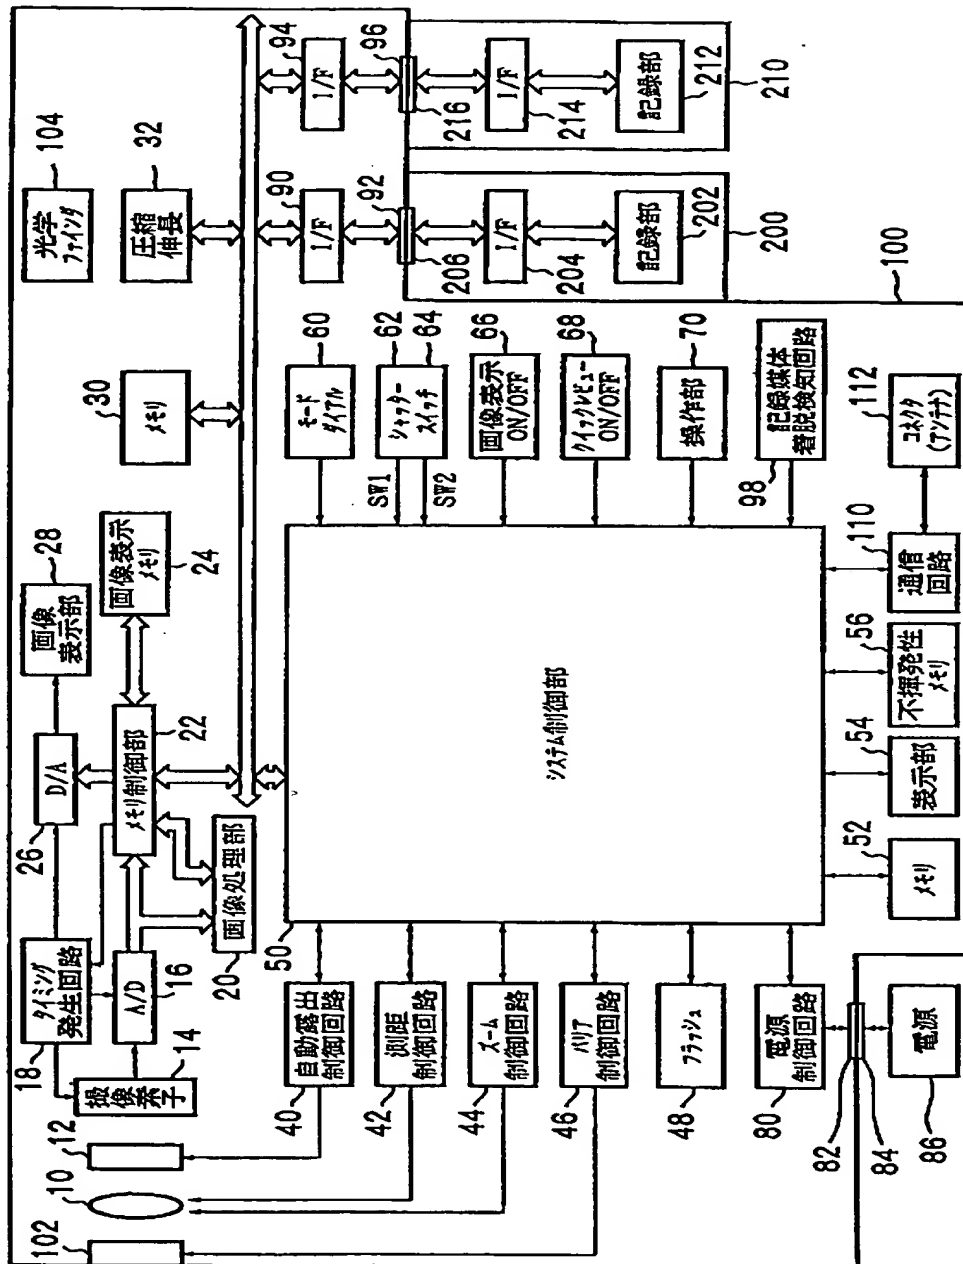 102
10
12
撮像素子
14
18
タイミング
発生回路
A/D
16
26
D/A
画像
表示部
28
メモリ制御部
22
画像表示
メモリ
24
画像処理部
20
メモリ
30
圧縮
伸長
32
光学
ファインダ
104
I/F
90
92
206
I/F
204
記録部
202
200
I/F
94
96
216
I/F
214
記録部
212
210
100
50
システム制御部
自動露出
制御回路
40
測距
制御回路
42
ズーム
制御回路
44
バリア
制御回路
46
フラッシュ
48
電源
制御回路
80
82
84
電源
86
モード
ダイアル
60
シャッター
スイッチ
62
64
SW1
SW2
画像表示
ON/OFF
66
クイックレビュー
ON/OFF
68
操作部
70
記録媒体
着脱検知回路
98
メモリ
52
表示部
54
不揮発性
メモリ
56
通信
回路
110
コネクタ
(アンテナ)
112